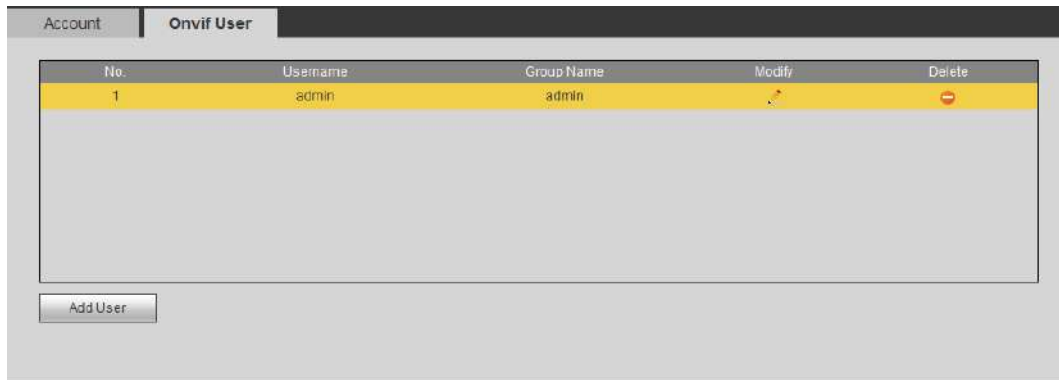 Account Onvif User
No. Username Group Name Modify Delete
1 admin admin
Add User